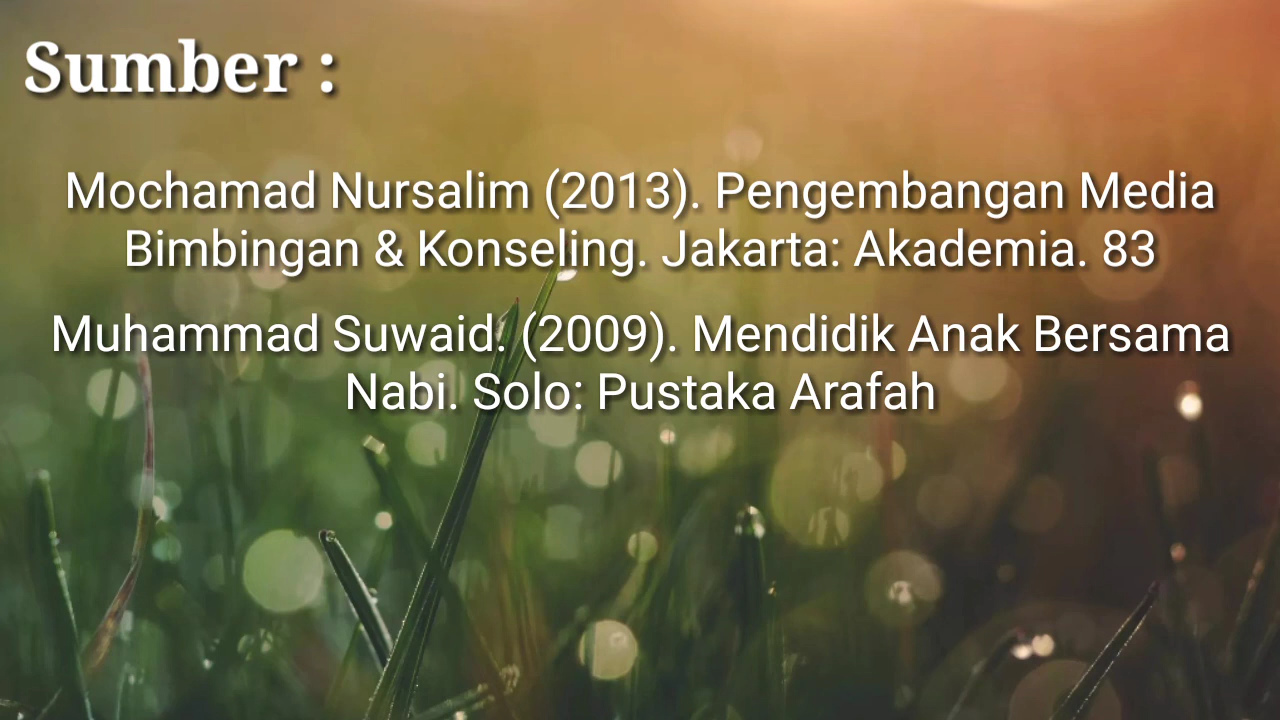 Sumber :
Mochamad Nursalim (2013). Pengembangan Media
Bimbingan & Konseling. Jakarta: Akademia. 83
Muhammad Suwaid. (2009). Mendidik Anak Bersama
Nabi. Solo: Pustaka Arafah